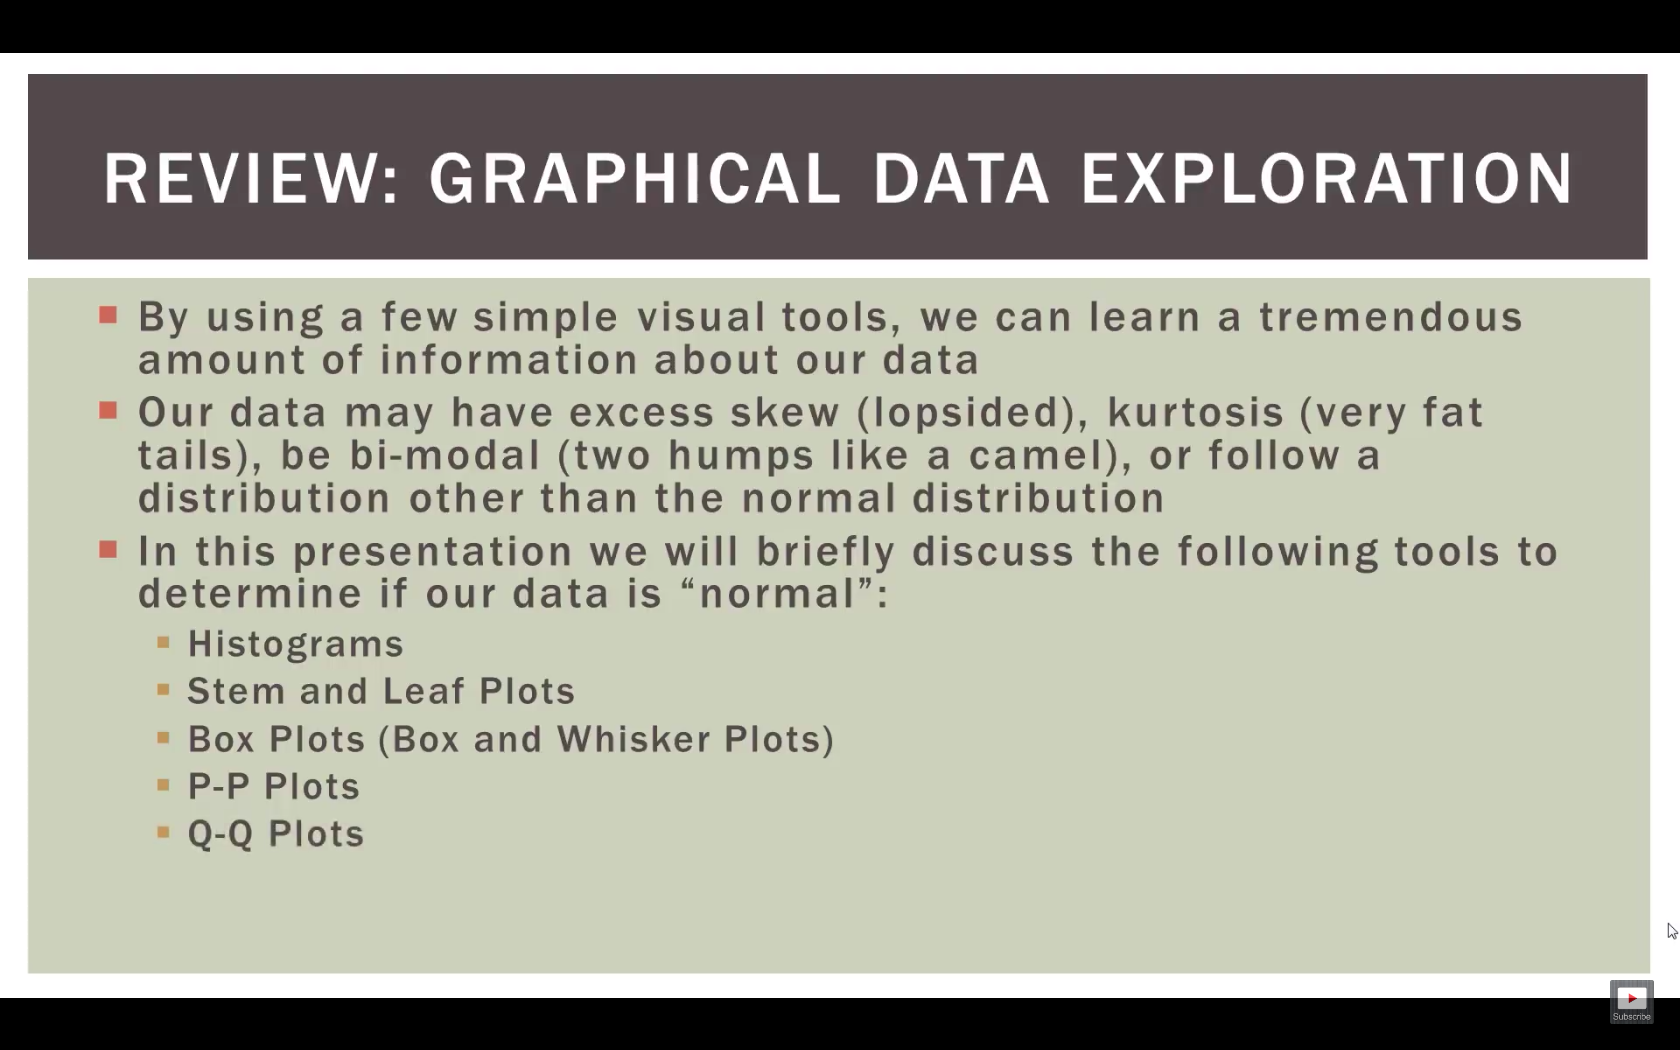 REVIEW: GRAPHICAL DATA EXPLORATION
By using a few simple visual tools, we can learn a tremendous
amount of information about our data
Our data may have excess skew (lopsided), kurtosis (very fat
tails), be bi-modal (two humps like a camel), or follow a
distribution other than the normal distribution
In this presentation we will briefly discuss the following tools to
determine if our data is “normal”:
Histograms
Stem and Leaf Plots
Box Plots (Box and Whisker Plots)
P-P Plots
Q-Q Plots
Subscribe